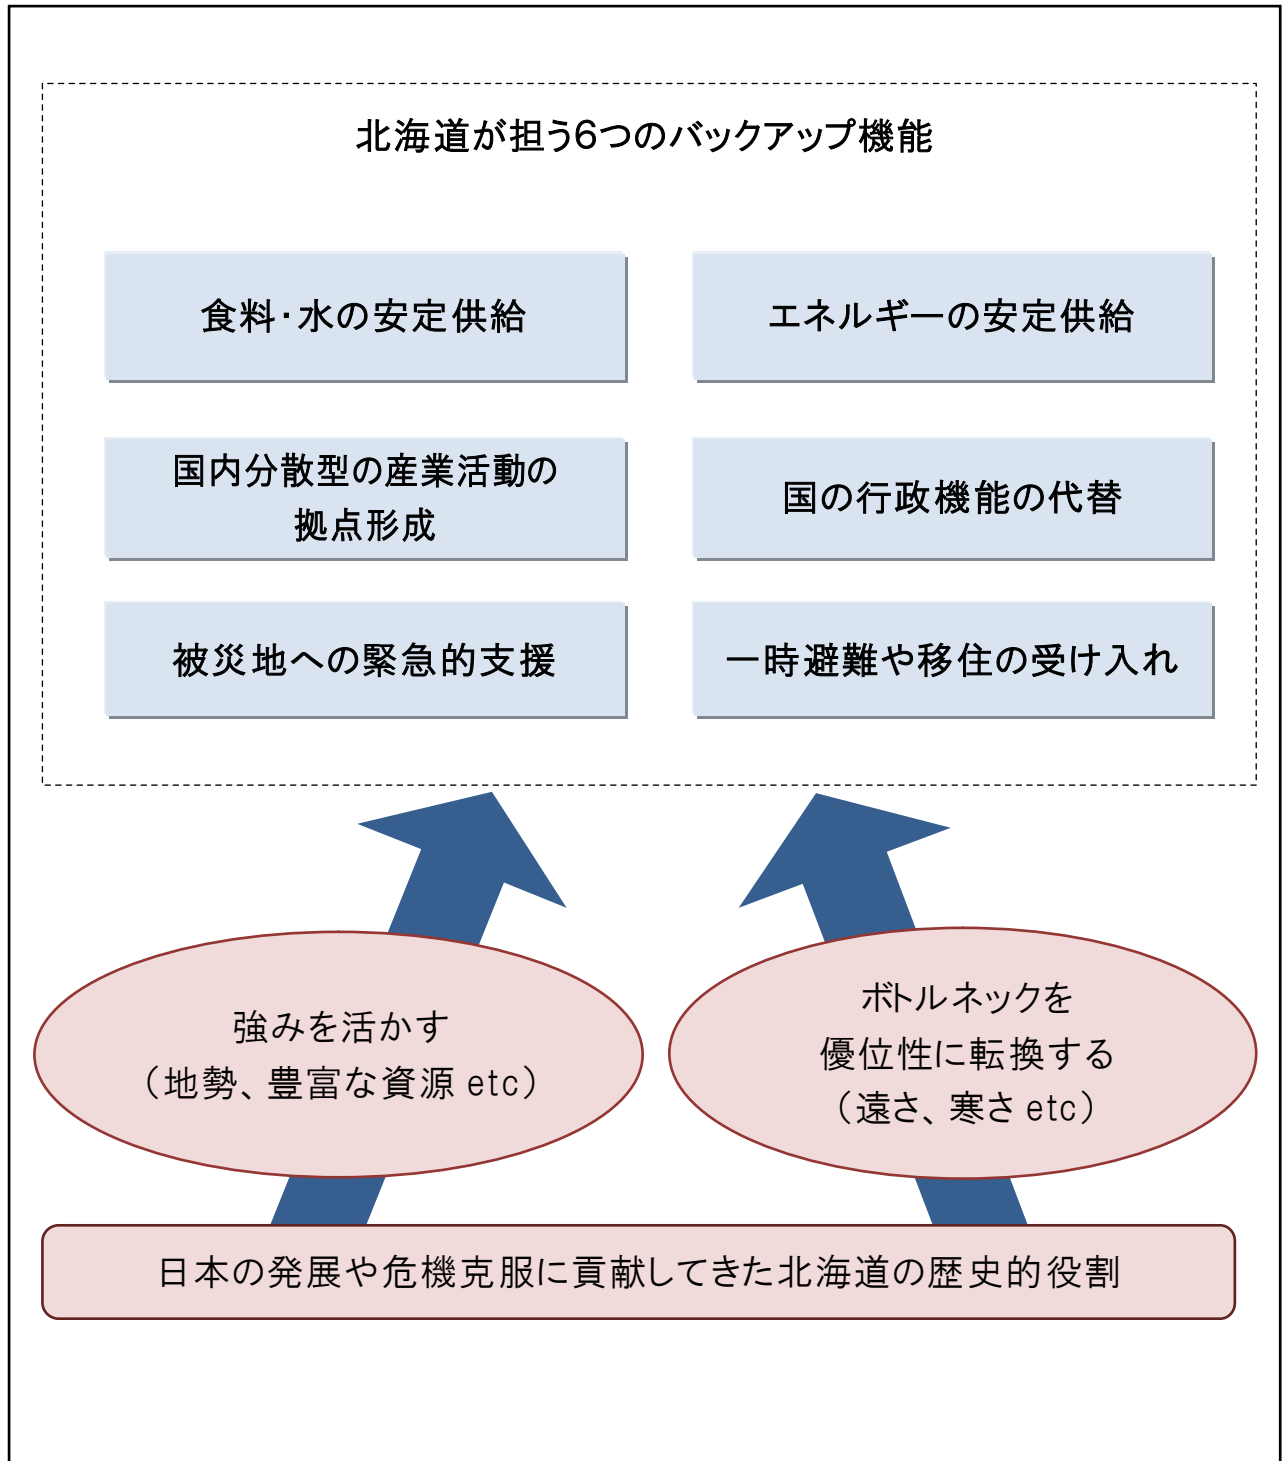 北海道が担う6つのバックアップ機能
食料・水の安定供給
エネルギーの安定供給
国内分散型の産業活動の
拠点形成
国の行政機能の代替
被災地への緊急的支援
一時避難や移住の受け入れ
強みを活かす
（地勢、豊富な資源 etc）
ボトルネックを
優位性に転換する
（遠さ、寒さ etc）
日本の発展や危機克服に貢献してきた北海道の歴史的役割